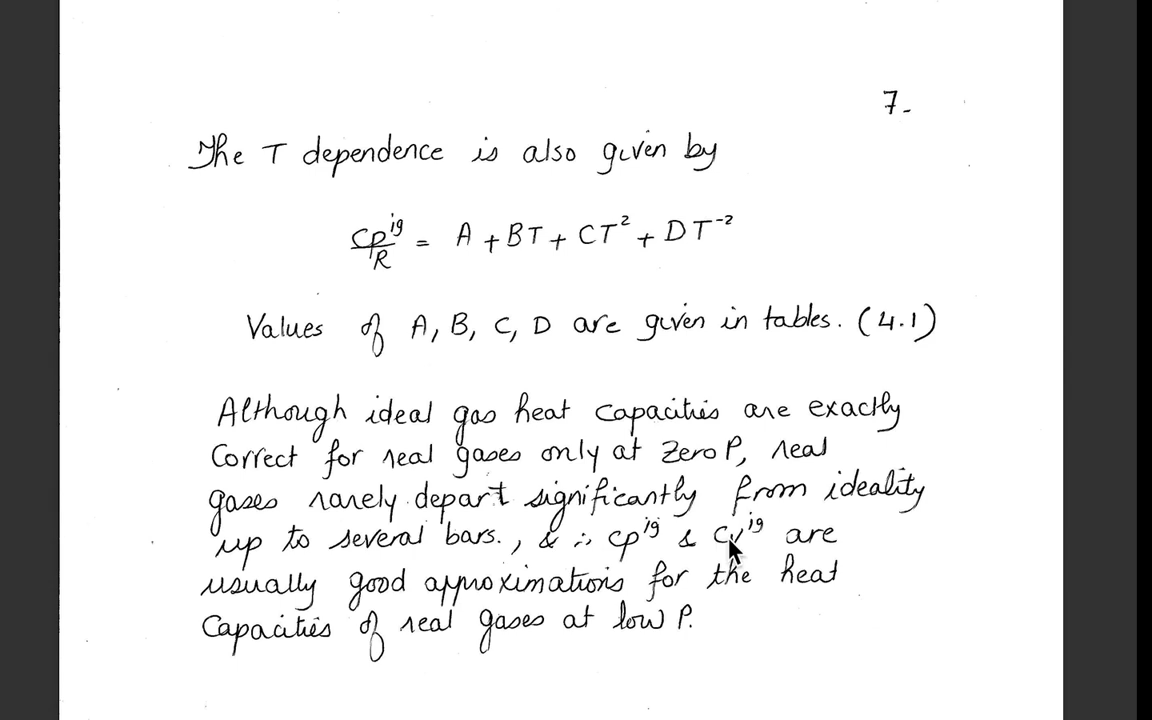 7-
The T dependence is also given by
Cp^ig/R = A + BT + CT² + DT⁻²
Values of A, B, C, D are given in tables. (4.1)
Although ideal gas heat capacities are exactly
Correct for real gases only at zero P, real
gases rarely depart significantly from ideality
up to several bars., & ∴ Cp^ig & Cv^ig are
usually good approximations for the heat
Capacities of real gases at low P.